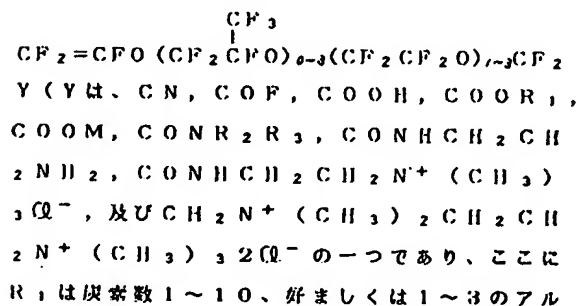 CF₃
CF₂=CFO(CF₂CFO)₀₋₃(CF₂CF₂O)₁₋₃CF₂
Y(Yは、CN,COF,COOH,COOR₁,
COOM,CONR₂R₃,CONHCH₂CH
₂NH₂,CONHCH₂CH₂N⁺(CH₃)
₃Cl⁻,及びCH₂N⁺(CH₃)₂CH₂CH
₂N⁺(CH₃)₃2Cl⁻の一つであり、ここに
R₁は炭素数1~10、好ましくは1~3のアル